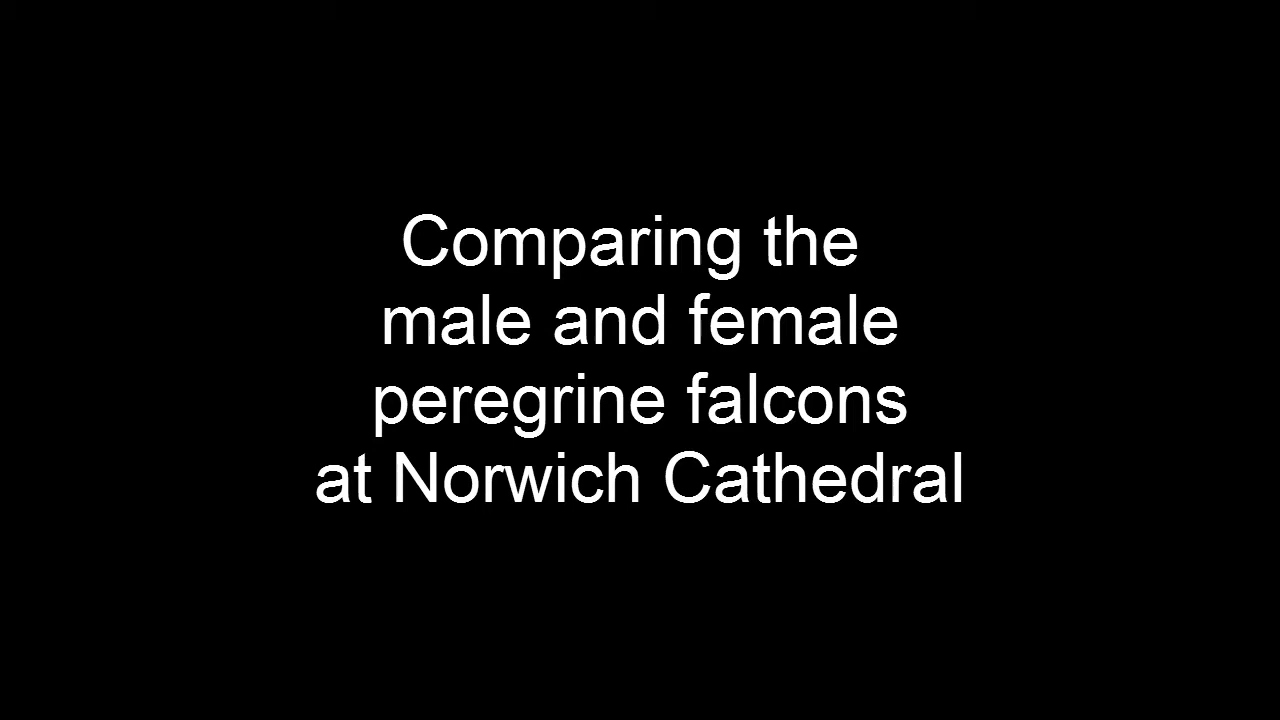 Comparing the
male and female
peregrine falcons
at Norwich Cathedral